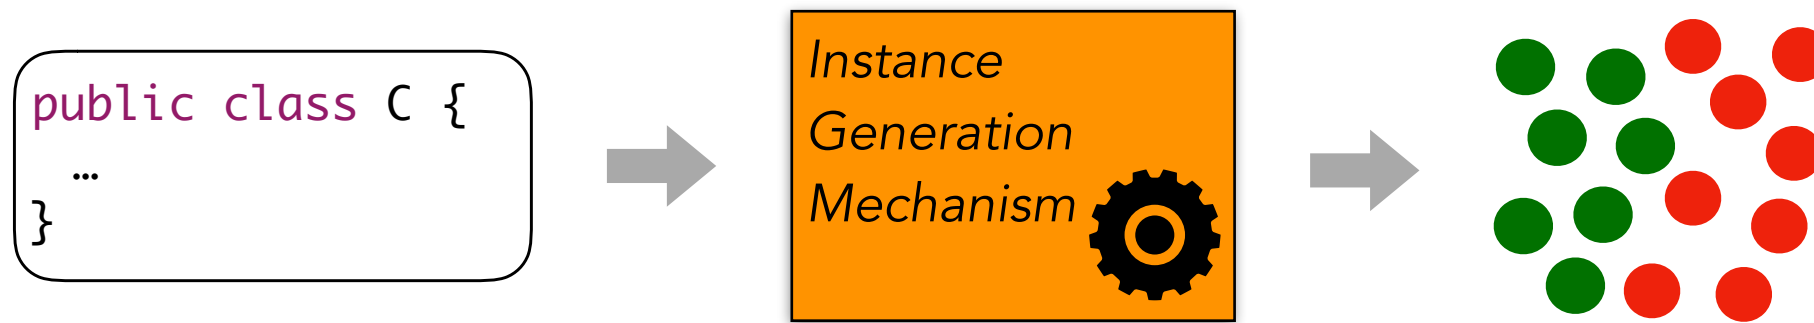 public class C {
…
}
Instance
Generation
Mechanism